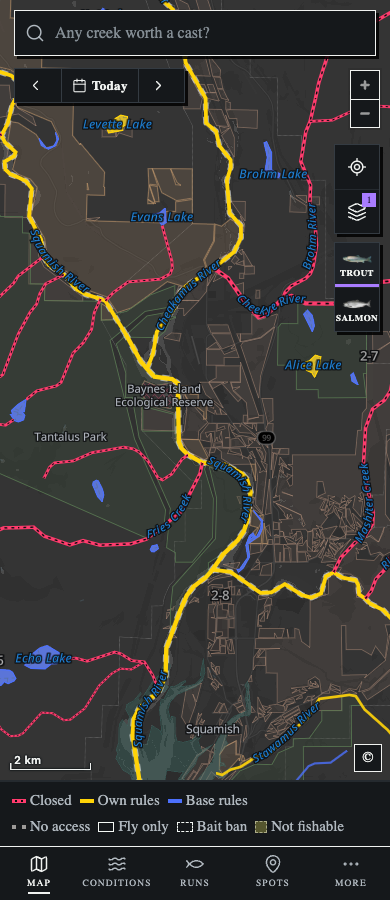 Any creek worth a cast?
Today
Levette Lake
Brohm Lake
Evans Lake
Squamish River
Cheakamus River
Brohm River
Cheekye River
1
TROUT
SALMON
Alice Lake
2-7
Baynes Island
Ecological Reserve
99
Tantalus Park
Squamish River
Fries Creek
Mashiter Creek
2-8
Echo Lake
Squamish River
Squamish
Stawamus River
2 km
©
Closed
Own rules
Base rules
No access
Fly only
Bait ban
Not fishable
MAP
CONDITIONS
RUNS
SPOTS
MORE